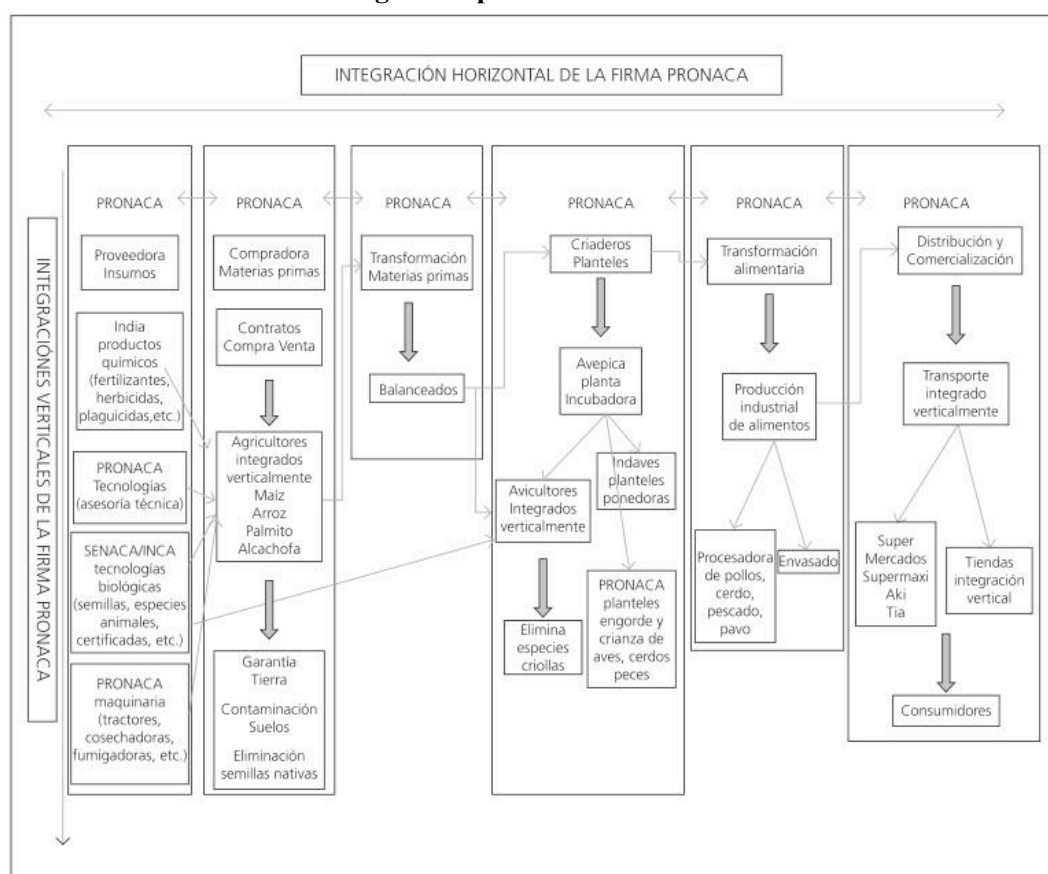 INTEGRACIÓN HORIZONTAL DE LA FIRMA PRONACA
INTEGRACIÓNES VERTICALES DE LA FIRMA PRONACA
PRONACA
Proveedora
Insumos
India
productos
químicos
(fertilizantes,
herbicidas,
plaguicidas,etc.)
PRONACA
Tecnologías
(asesoría técnica)
SENACA/INCA
tecnologías
biológicas
(semillas, especies
animales,
certificadas, etc.)
PRONACA
maquinaria
(tractores,
cosechadoras,
fumigadoras, etc.)
PRONACA
Compradora
Materias primas
Contratos
Compra Venta
Agricultores
integrados
verticalmente
Maíz
Arroz
Palmito
Alcachofa
Garantía
Tierra
Contaminación
Suelos
Eliminación
semillas nativas
PRONACA
Transformación
Materias primas
Balanceados
PRONACA
Criaderos
Planteles
Avepica
planta
Incubadora
Indaves
planteles
ponedoras
Avicultores
Integrados
verticalmente
Elimina
especies
criollas
PRONACA
planteles
engorde y
crianza de
aves, cerdos
peces
PRONACA
Transformación
alimentaria
Producción
industrial
de alimentos
Procesadora
de pollos,
cerdo,
pescado,
pavo
Envasado
PRONACA
Distribución y
Comercialización
Transporte
integrado
verticalmente
Super
Mercados
Supermaxi
Aki
Tia
Tiendas
integración
vertical
Consumidores